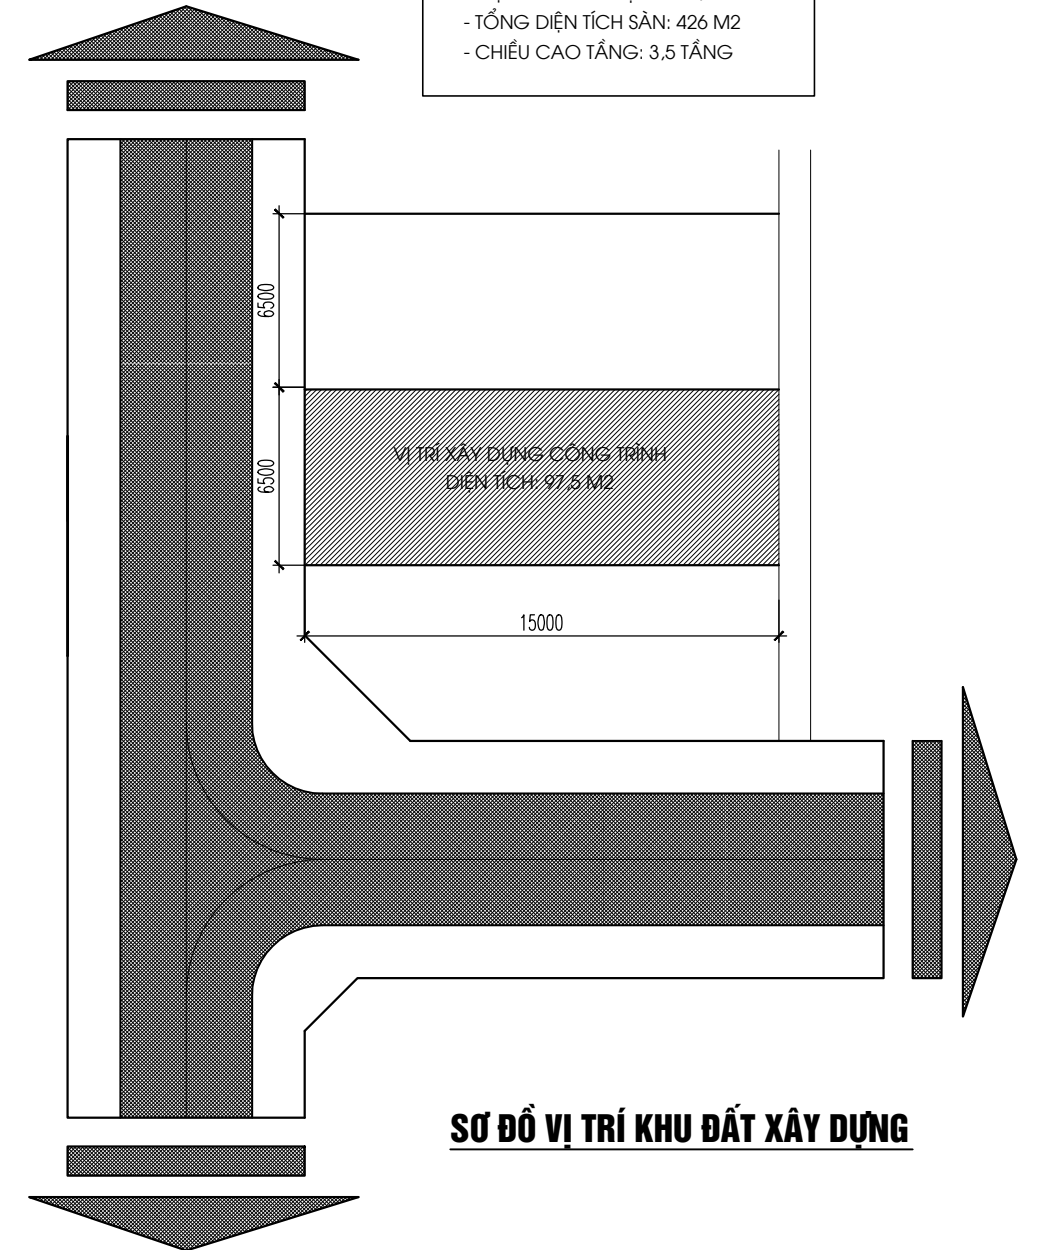 - TỔNG DIỆN TÍCH SÀN: 426 M2
- CHIỀU CAO TẦNG: 3,5 TẦNG
6500
6500
VỊ TRÍ XÂY DỤNG CÔNG TRÌNH
DIỆN TÍCH: 97,5 M2
15000
SƠ ĐỒ VỊ TRÍ KHU ĐẤT XÂY DỰNG